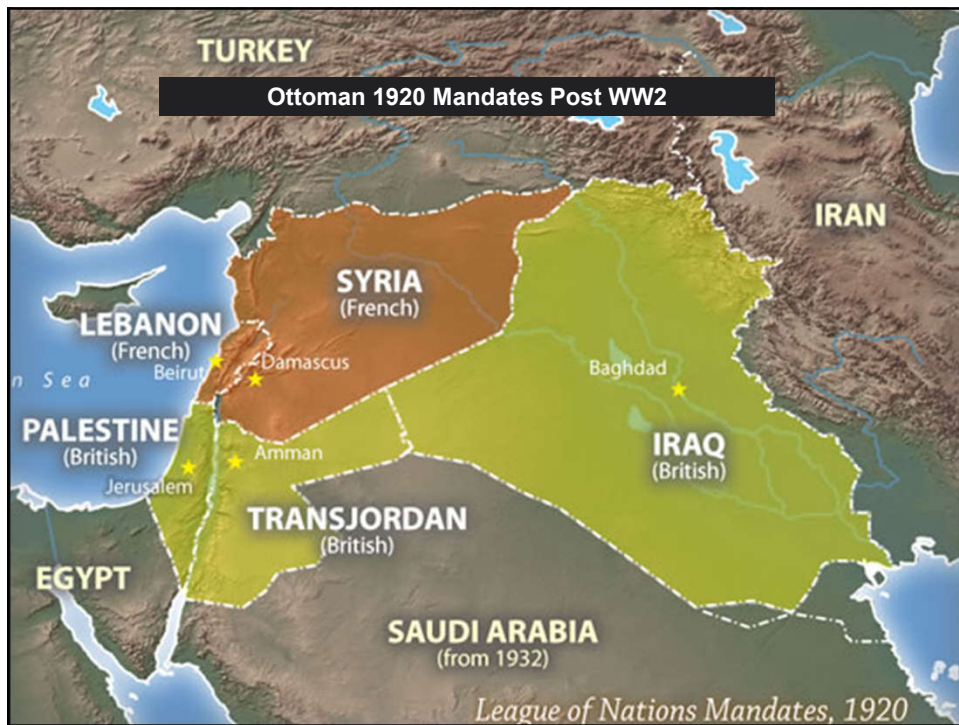 TURKEY
Ottoman 1920 Mandates Post WW2
IRAN
SYRIA
(French)
LEBANON
(French)
Beirut
Damascus
n Sea
Baghdad
PALESTINE
(British)
Amman
IRAQ
(British)
Jerusalem
TRANSJORDAN
(British)
EGYPT
SAUDI ARABIA
(from 1932)
League of Nations Mandates, 1920